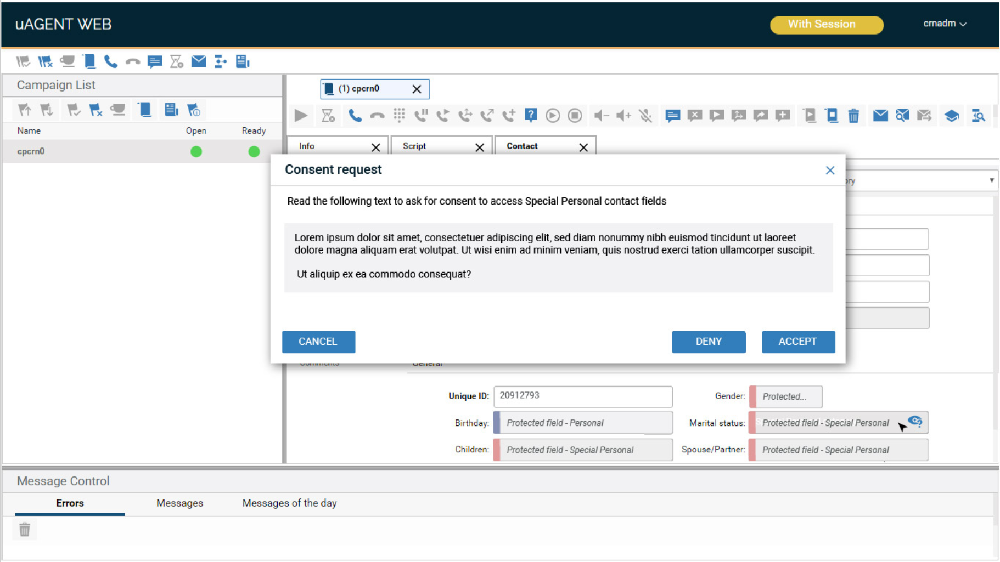 uAGENT WEB
With Session
crnadm
Campaign List
(1) cpcrn0
Name Open Ready
cpcrn0
Info
Script
Contact
Consent request
Read the following text to ask for consent to access Special Personal contact fields
Lorem ipsum dolor sit amet, consectetuer adipiscing elit, sed diam nonummy nibh euismod tincidunt ut laoreet
dolore magna aliquam erat volutpat. Ut wisi enim ad minim veniam, quis nostrud exerci tation ullamcorper suscipit.
Ut aliquip ex ea commodo consequat?
CANCEL
DENY
ACCEPT
Comments
General
Unique ID: 20912793
Gender: Protected...
Birthday: Protected field - Personal
Marital status: Protected field - Special Personal
Children: Protected field - Special Personal
Spouse/Partner: Protected field - Special Personal
Message Control
Errors
Messages
Messages of the day